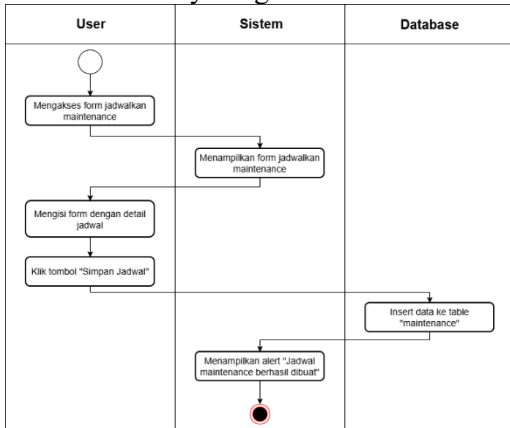 User
Sistem
Database
Mengakses form jadwalkan
maintenance
Menampilkan form jadwalkan
maintenance
Mengisi form dengan detail
jadwal
Klik tombol "Simpan Jadwal"
Insert data ke table
"maintenance"
Menampilkan alert "Jadwal
maintenance berhasil dibuat"